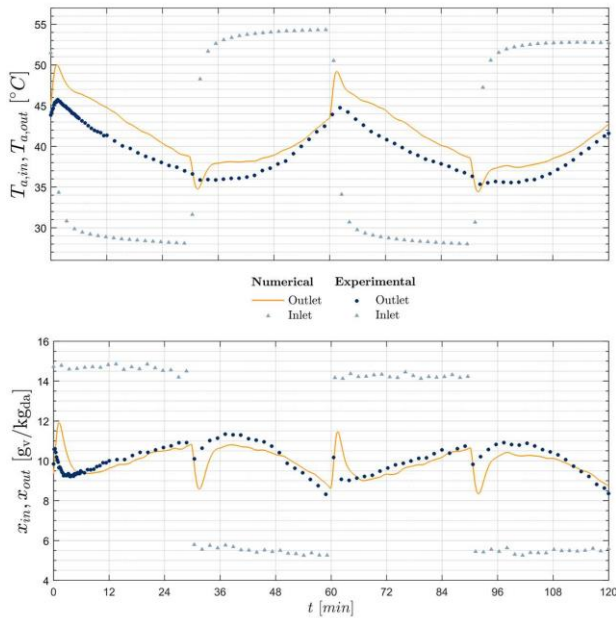 T_{a,in}, T_{a,out} [°C]
55
50
45
40
35
30
Numerical Experimental
Outlet Outlet
Inlet Inlet
x_{in}, x_{out} [g_v/kg_{da}]
16
14
12
10
8
6
4
0 12 24 36 48 60 72 84 96 108 120
t [min]